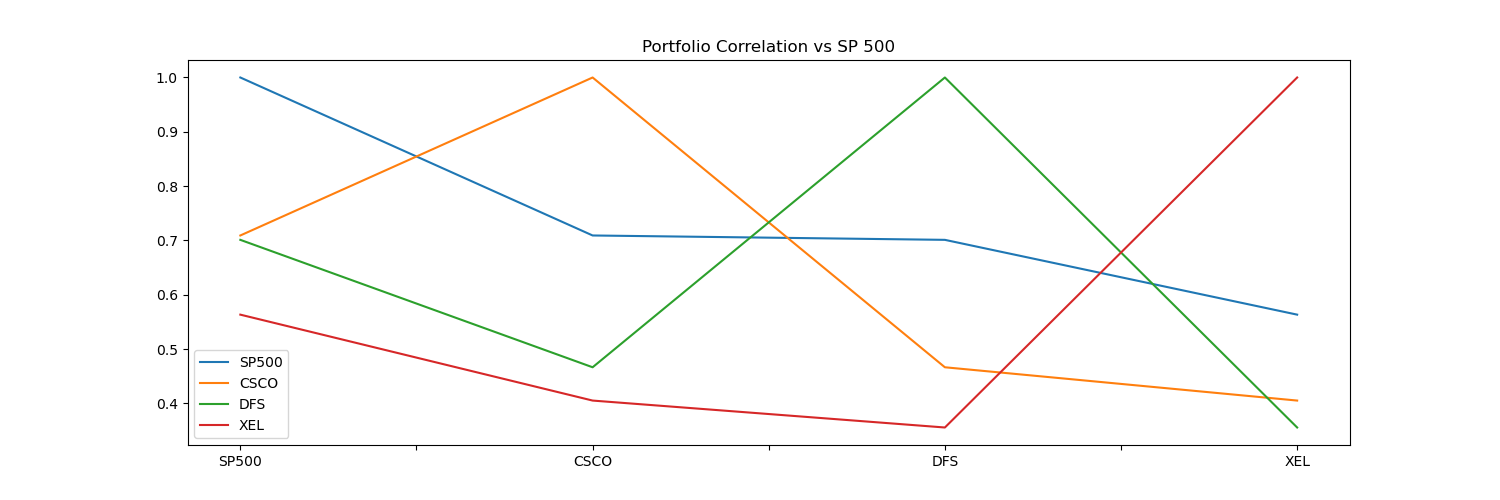 Portfolio Correlation vs SP 500
1.0
0.9
0.8
0.7
0.6
0.5
0.4
SP500
CSCO
DFS
XEL
SP500 CSCO DFS XEL